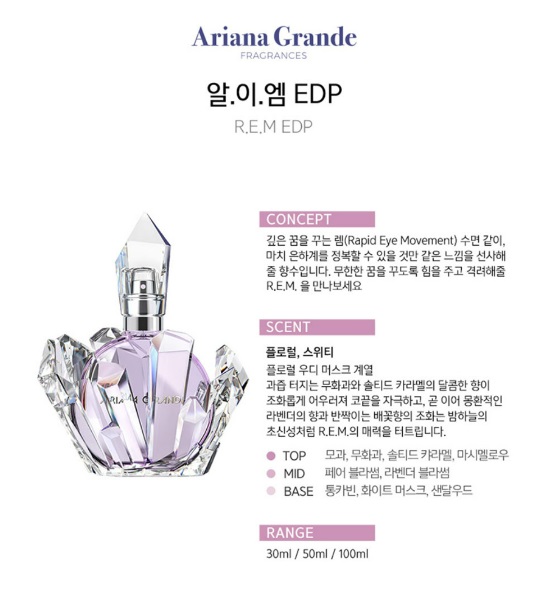 Ariana Grande
FRAGRANCES
알.이.엠 EDP
R.E.M EDP
CONCEPT
깊은 꿈을 꾸는 렘(Rapid Eye Movement) 수면 같이,
마치 은하계를 정복할 수 있을 것만 같은 느낌을 선사해
줄 향수입니다. 무한한 꿈을 꾸도록 힘을 주고 격려해줄
R.E.M. 을 만나보세요
SCENT
플로럴, 스위티
플로럴 우디 머스크 계열
과즙 터지는 무화과와 솔티드 카라멜의 달콤한 향이
조화롭게 어우러져 코끝을 자극하고, 곧 이어 몽환적인
라벤더의 향과 반짝이는 배꽃향의 조화는 밤하늘의
초신성처럼 R.E.M.의 매력을 터트립니다.
TOP 모과, 무화과, 솔티드 캬라멜, 마시멜로우
MID 페어 블라썸, 라벤더 블라썸
BASE 통카빈, 화이트 머스크, 샌달우드
ARIANA GRANDE
RANGE
30ml / 50ml / 100ml